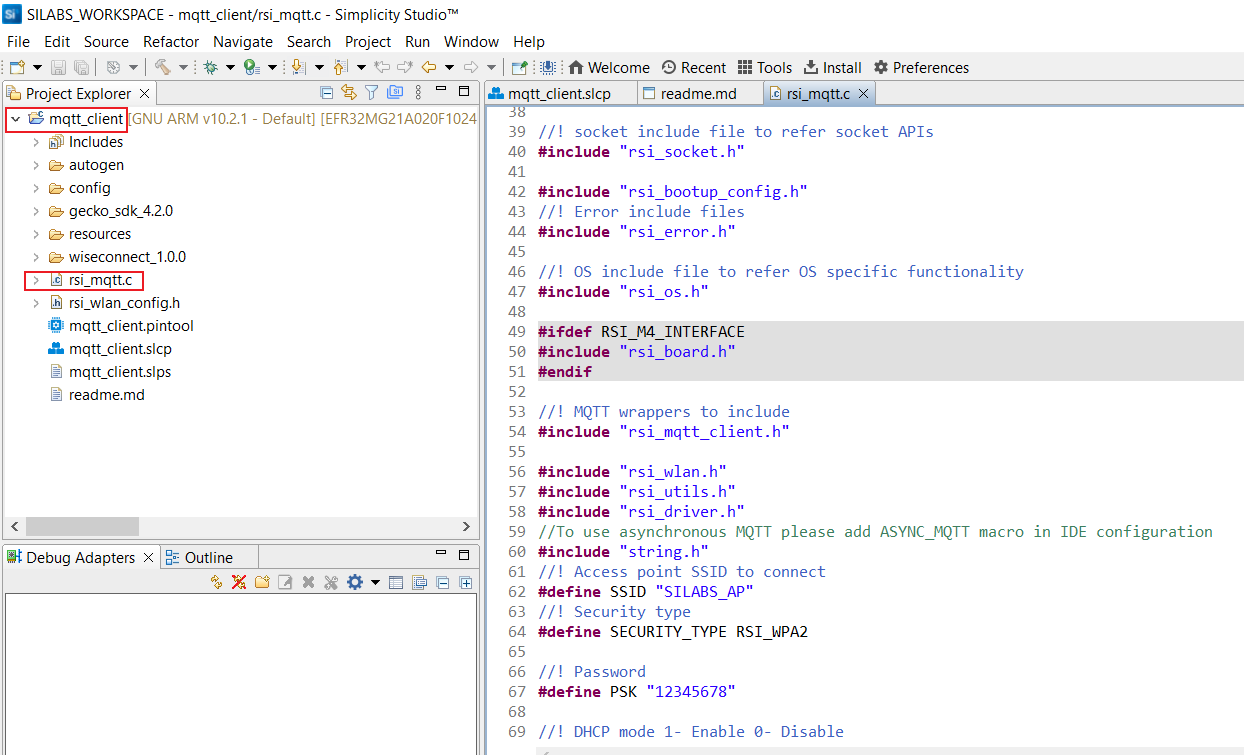 SILABS_WORKSPACE - mqtt_client/rsi_mqtt.c - Simplicity Studio™
File Edit Source Refactor Navigate Search Project Run Window Help
Welcome Recent Tools Install Preferences
Project Explorer
mqtt_client [GNU ARM v10.2.1 - Default] [EFR32MG21A020F1024
Includes
autogen
config
gecko_sdk_4.2.0
resources
wiseconnect_1.0.0
rsi_mqtt.c
rsi_wlan_config.h
mqtt_client.pintool
mqtt_client.slcp
mqtt_client.slps
readme.md
Debug Adapters Outline
mqtt_client.slcp readme.md rsi_mqtt.c
38
39 //! socket include file to refer socket APIs
40 #include "rsi_socket.h"
41
42 #include "rsi_bootup_config.h"
43 //! Error include files
44 #include "rsi_error.h"
45
46 //! OS include file to refer OS specific functionality
47 #include "rsi_os.h"
48
49 #ifdef RSI_M4_INTERFACE
50 #include "rsi_board.h"
51 #endif
52
53 //! MQTT wrappers to include
54 #include "rsi_mqtt_client.h"
55
56 #include "rsi_wlan.h"
57 #include "rsi_utils.h"
58 #include "rsi_driver.h"
59 //To use asynchronous MQTT please add ASYNC_MQTT macro in IDE configuration
60 #include "string.h"
61 //! Access point SSID to connect
62 #define SSID "SILABS_AP"
63 //! Security type
64 #define SECURITY_TYPE RSI_WPA2
65
66 //! Password
67 #define PSK "12345678"
68
69 //! DHCP mode 1- Enable 0- Disable